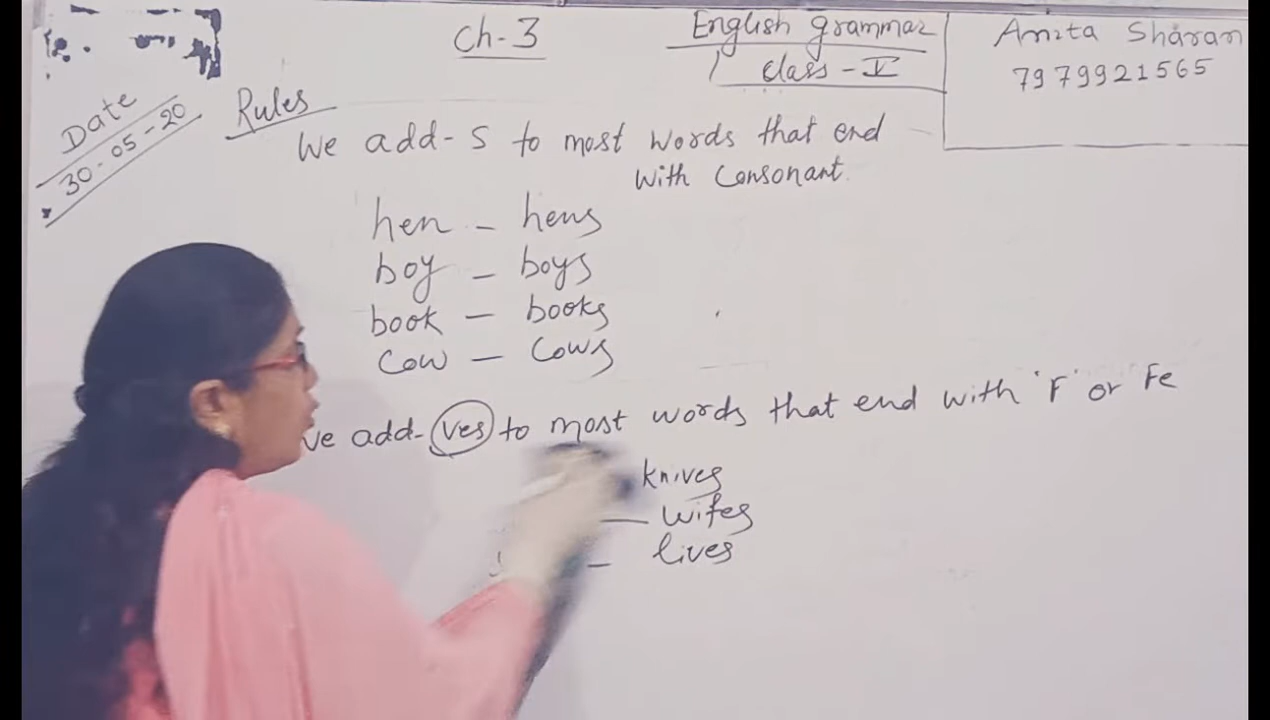 Ch-3
English grammar
Class - V
Anita Sharan
7979921565
Date
30-05-20
Rules
We add- S to most words that end
with consonant.
hen - hens
boy - boys
book - books
Cow - Cows
add- ves to most words that end with 'F' or Fe
knives
- wifes
- lives